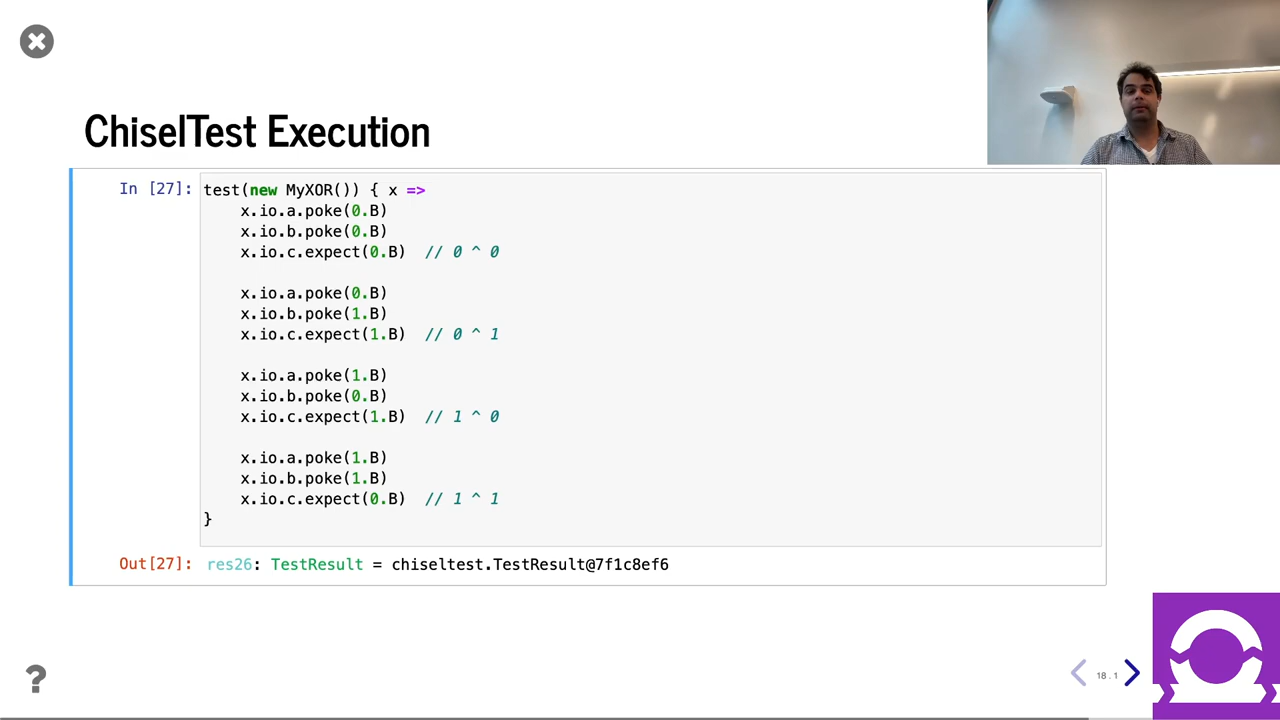 ChiselTest Execution
In [27]: test(new MyXOR()) { x =>
x.io.a.poke(0.B)
x.io.b.poke(0.B)
x.io.c.expect(0.B) // 0 ^ 0
x.io.a.poke(0.B)
x.io.b.poke(1.B)
x.io.c.expect(1.B) // 0 ^ 1
x.io.a.poke(1.B)
x.io.b.poke(0.B)
x.io.c.expect(1.B) // 1 ^ 0
x.io.a.poke(1.B)
x.io.b.poke(1.B)
x.io.c.expect(0.B) // 1 ^ 1
}
Out[27]: res26: TestResult = chiseltest.TestResult@7f1c8ef6
?
18.1